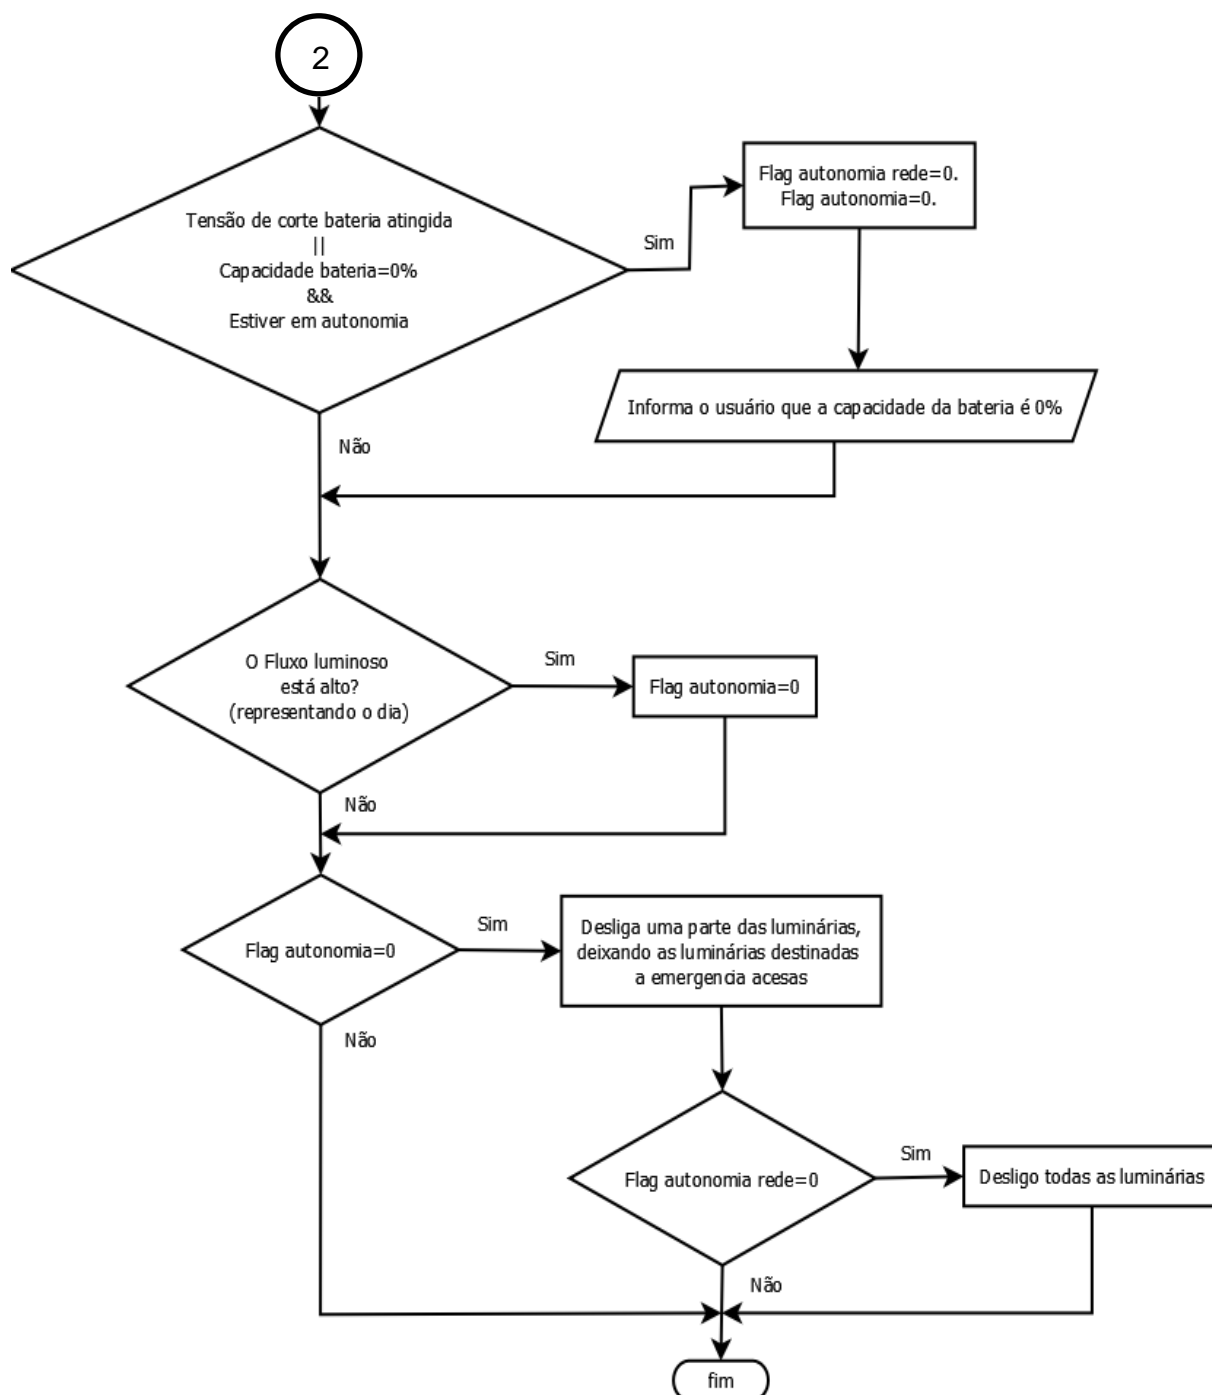 2
Tensão de corte bateria atingida
||
Capacidade bateria=0%
&&
Estiver em autonomia
Sim
Flag autonomia rede=0.
Flag autonomia=0.
Informa o usuário que a capacidade da bateria é 0%
Não
O Fluxo luminoso
está alto?
(representando o dia)
Sim
Flag autonomia=0
Não
Flag autonomia=0
Sim
Desliga uma parte das luminárias,
deixando as luminárias destinadas
a emergencia acesas
Não
Flag autonomia rede=0
Sim
Desligo todas as luminárias
Não
fim